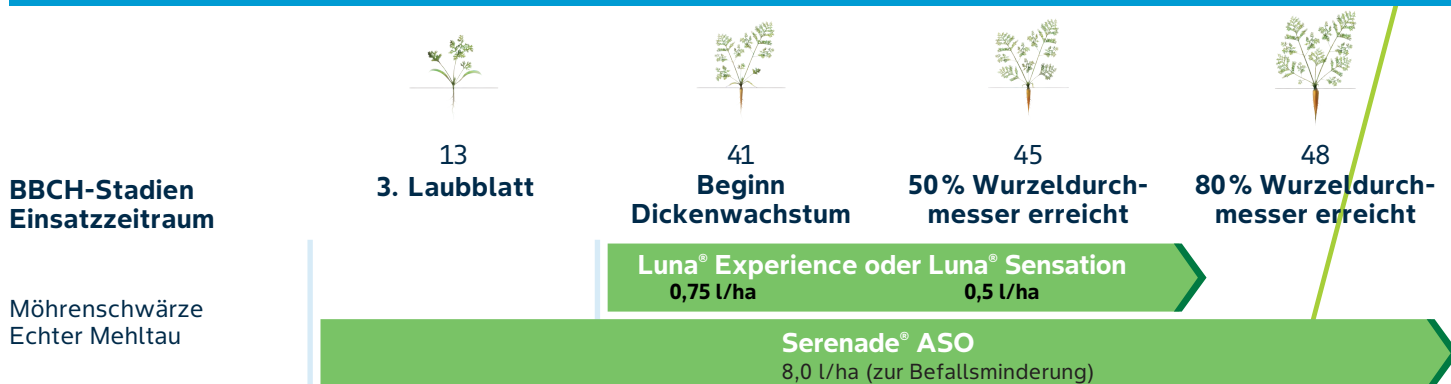 13
3. Laubblatt
41
Beginn
Dickenwachstum
45
50% Wurzeldurch-
messer erreicht
48
80% Wurzeldurch-
messer erreicht
BBCH-Stadien
Einsatzzeitraum
Möhrenschwärze
Echter Mehltau
Luna® Experience oder Luna® Sensation
0,75 l/ha 0,5 l/ha
Serenade® ASO
8,0 l/ha (zur Befallsminderung)